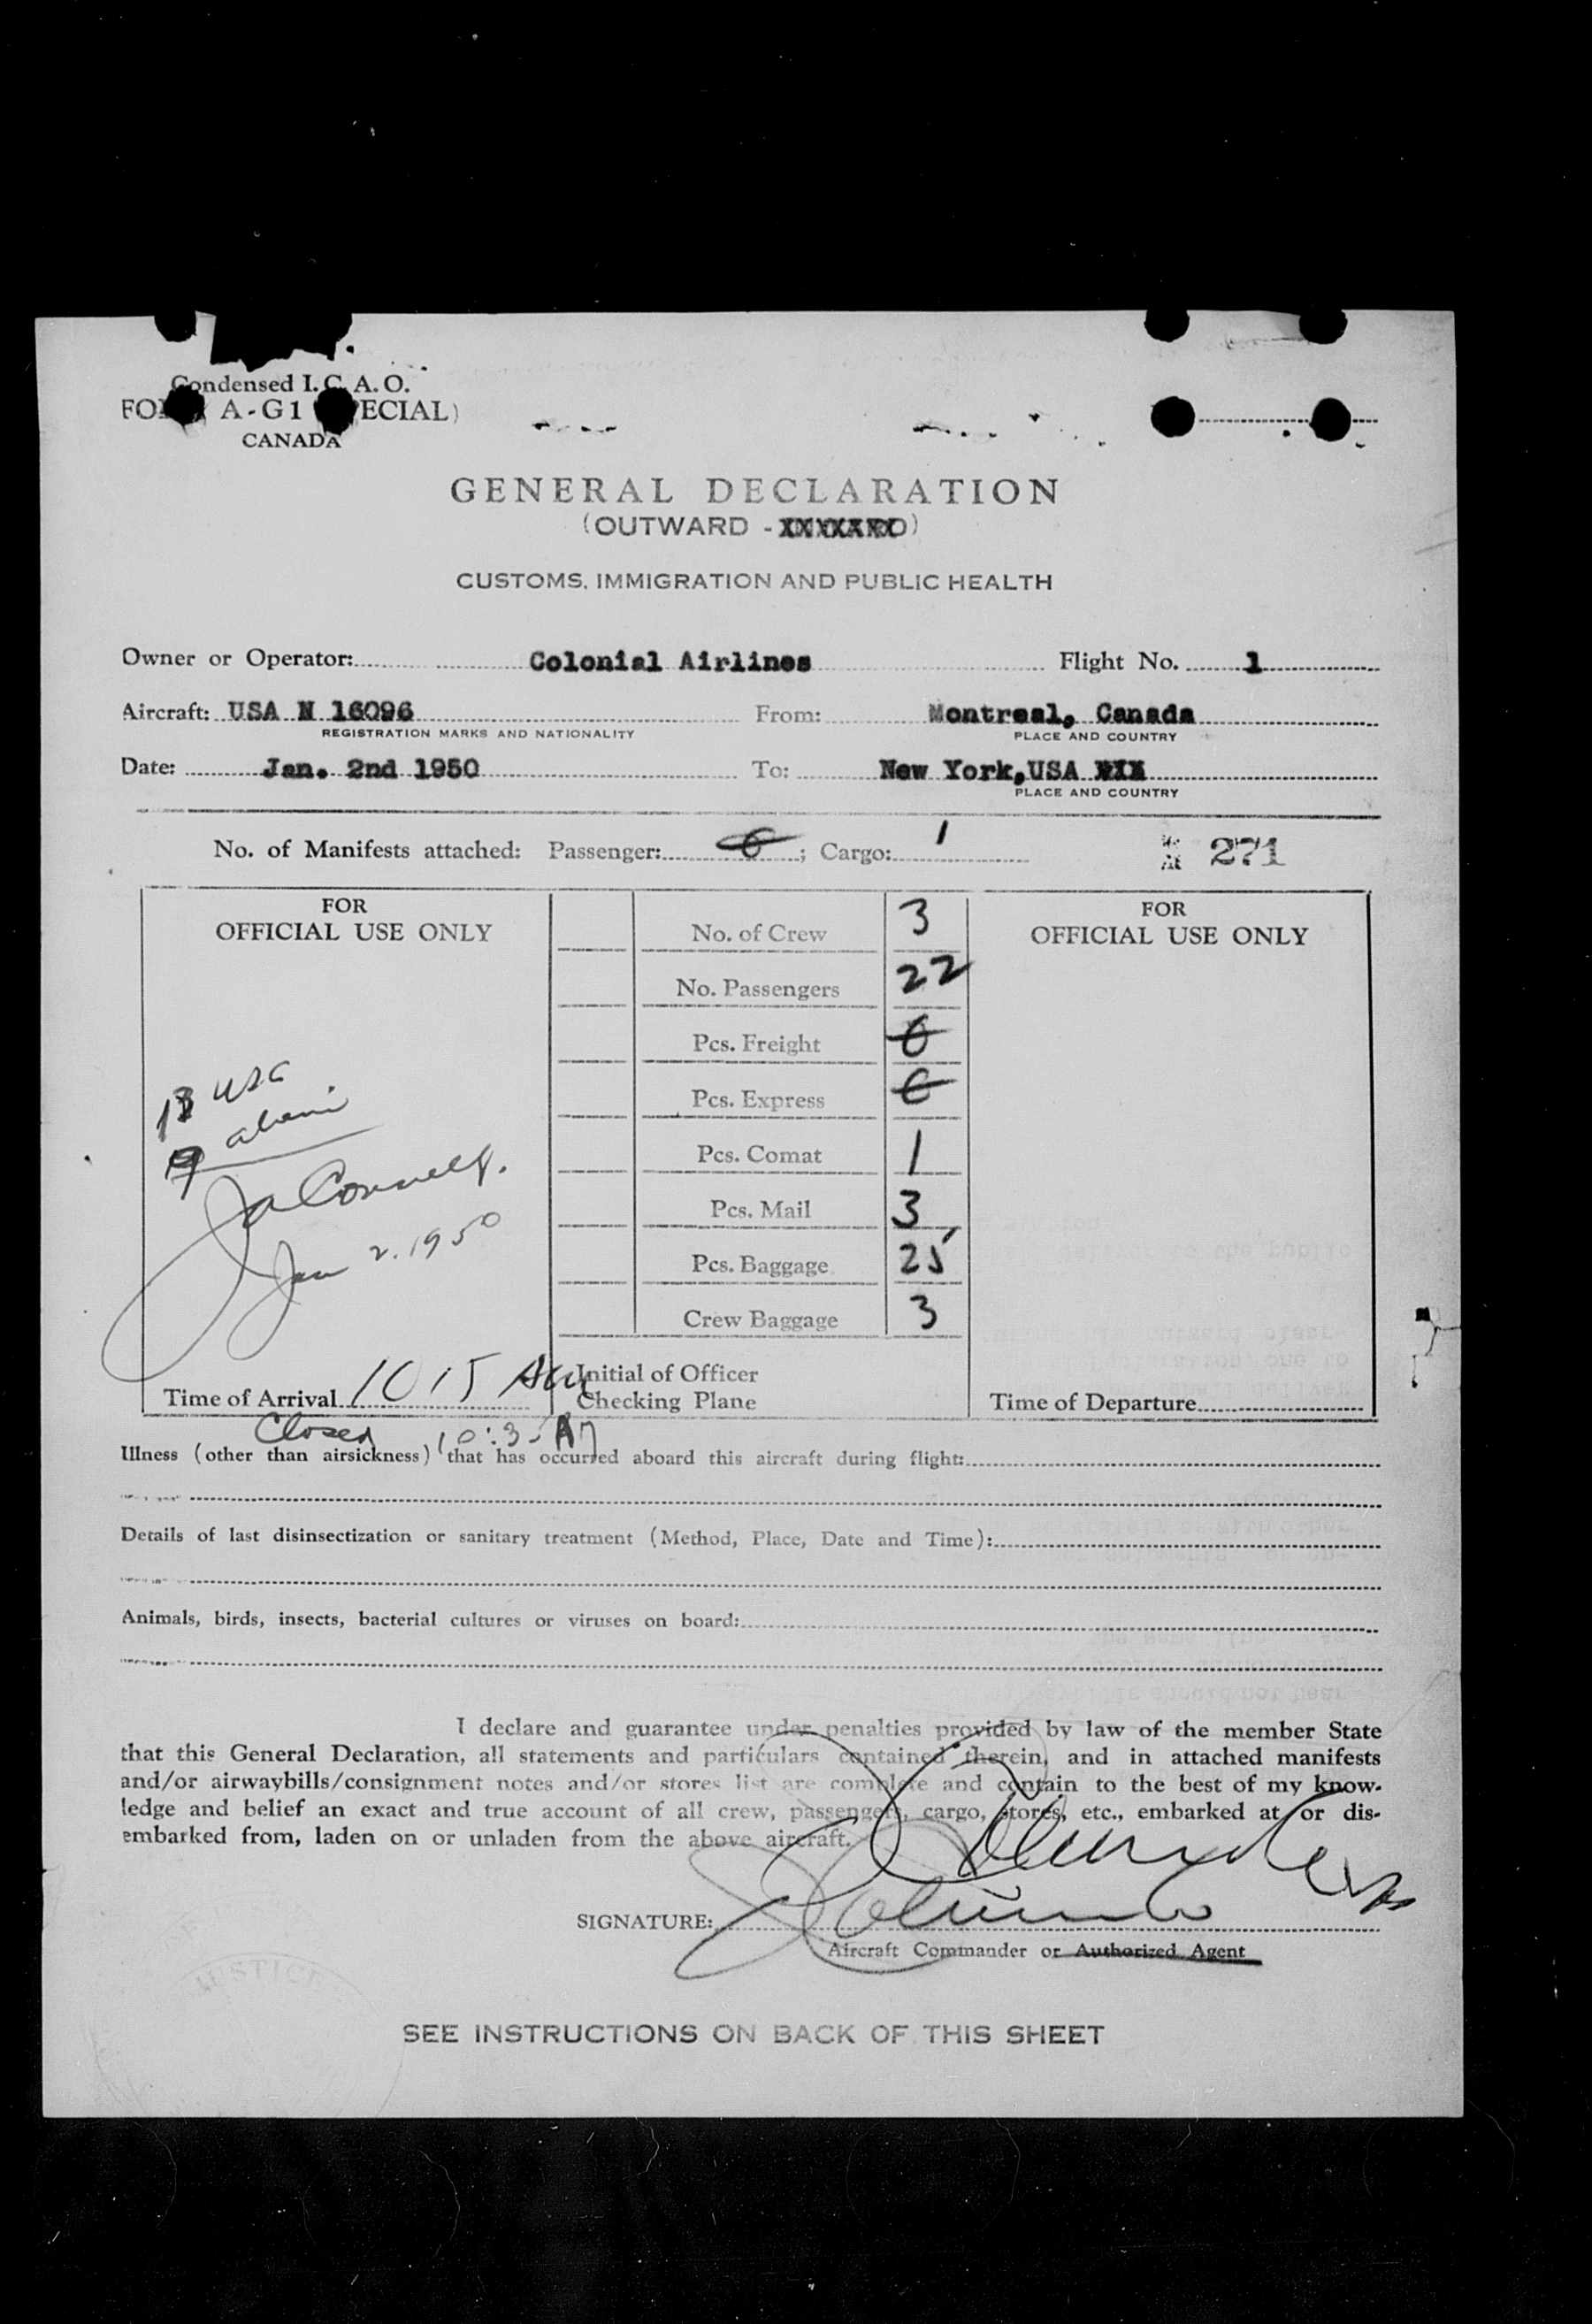 Condensed I.C.A.O.
A-G1
CANADA
GENERAL DECLARATION
(OUTWARD -
CUSTOMS, IMMIGRATION AND PUBLIC HEALTH
Owner or Operator: Colonial Airlines Flight No. 1
Aircraft: USA N 16096 From: Montreal, Canada
REGISTRATION MARKS AND NATIONALITY PLACE AND COUNTRY
Date: Jan. 2nd 1950 To: New York,USA
PLACE AND COUNTRY
No. of Manifests attached: Passenger: 0; Cargo: 1 271
FOR
OFFICIAL USE ONLY
13 USC
9
Jan 2. 1950
Time of Arrival 10 15 AM
Closed
No. of Crew 3
No. Passengers 22
Pcs. Freight 0
Pcs. Express 0
Pcs. Comat 1
Pcs. Mail 3
Pcs. Baggage 25
Crew Baggage 3
Initial of Officer
Checking Plane
FOR
OFFICIAL USE ONLY
Time of Departure
Illness (other than airsickness) that has occurred aboard this aircraft during flight:
Details of last disinsectization or sanitary treatment (Method, Place, Date and Time):
Animals, birds, insects, bacterial cultures or viruses on board:
I declare and guarantee under penalties provided by law of the member State
that this General Declaration, all statements and particulars contained therein, and in attached manifests
and/or airwaybills/consignment notes and/or stores list are complete and contain to the best of my know-
ledge and belief an exact and true account of all crew, passengers, cargo, stores, etc., embarked at or dis-
embarked from, laden on or unladen from the above aircraft.
SIGNATURE:
Aircraft Commander or Authorized Agent
JUSTICE
SEE INSTRUCTIONS ON BACK OF THIS SHEET